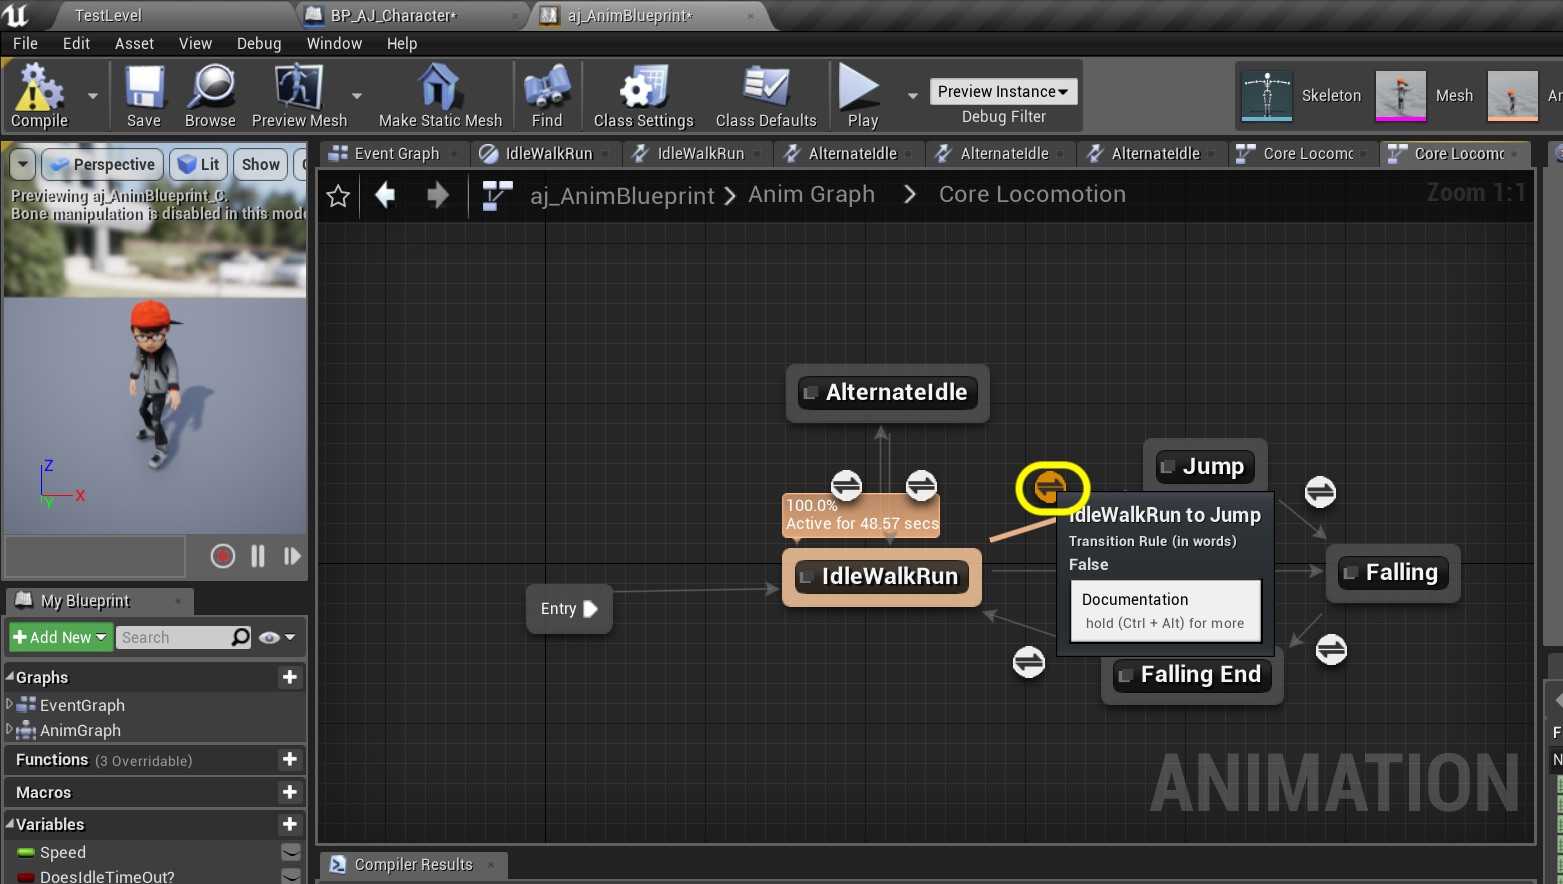 TestLevel
BP_AJ_Character*
aj_AnimBlueprint*
File Edit Asset View Debug Window Help
Compile
Save
Browse
Preview Mesh
Make Static Mesh
Find
Class Settings
Class Defaults
Play
Preview Instance
Debug Filter
Skeleton
Mesh
Perspective
Lit
Show
Previewing aj_AnimBlueprint_C.
Bone manipulation is disabled in this mode
Z
X
Y
Event Graph
IdleWalkRun
IdleWalkRun
AlternateIdle
AlternateIdle
AlternateIdle
Core Locomo
Core Locomo
aj_AnimBlueprint
Anim Graph
Core Locomotion
Zoom 1:1
AlternateIdle
Jump
100.0%
Active for 48.57 secs
IdleWalkRun
Entry
Falling
Falling End
IdleWalkRun to Jump
Transition Rule (in words)
False
Documentation
hold (Ctrl + Alt) for more
ANIMATION
My Blueprint
+Add New
Search
Graphs
EventGraph
AnimGraph
Functions (3 Overridable)
Macros
Variables
Speed
DoesIdleTimeOut?
Compiler Results